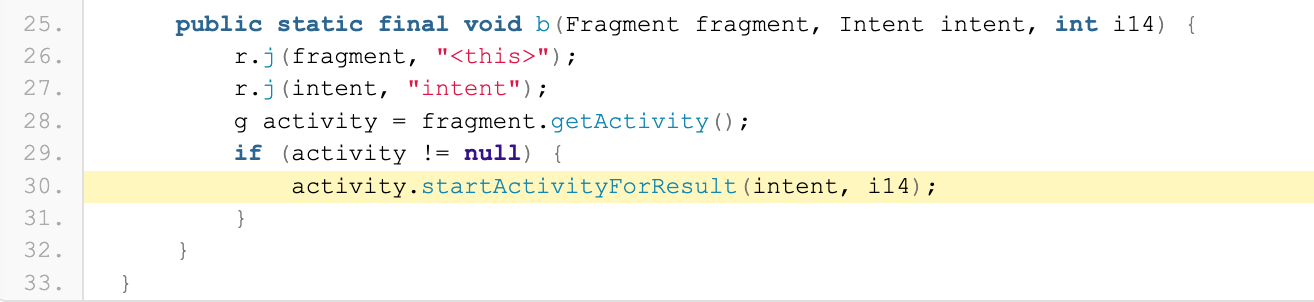 25.     public static final void b(Fragment fragment, Intent intent, int i14) {
26.         r.j(fragment, "<this>");
27.         r.j(intent, "intent");
28.         g activity = fragment.getActivity();
29.         if (activity != null) {
30.             activity.startActivityForResult(intent, i14);
31.         }
32.     }
33. }